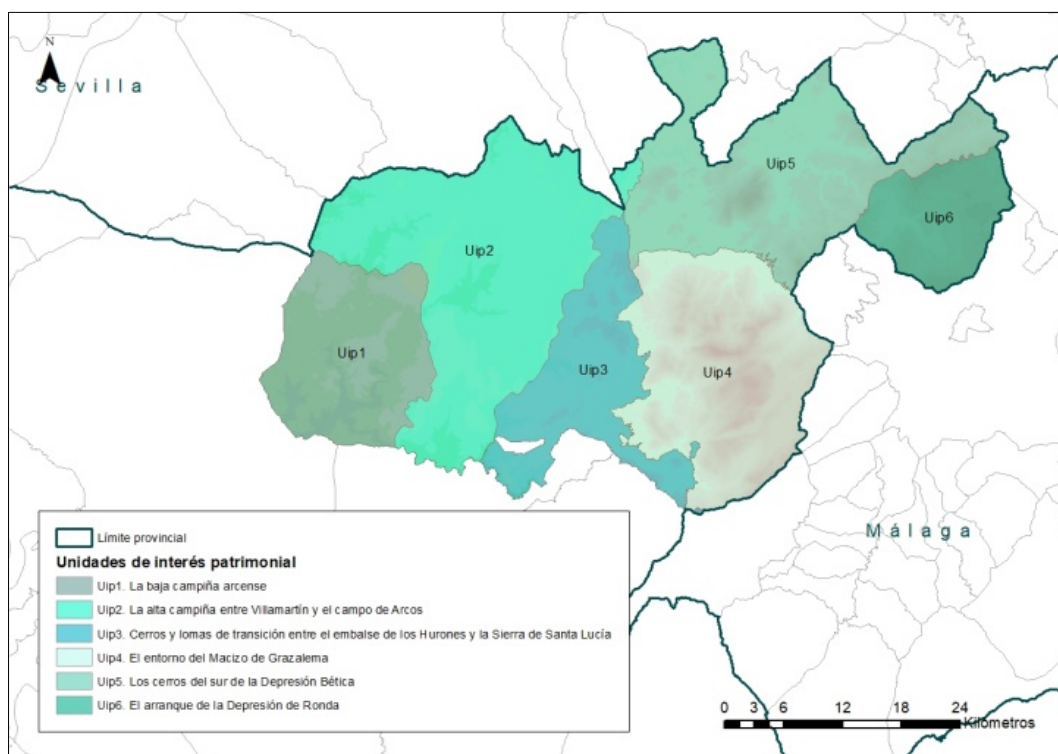 N
Sevilla
Uip5
Uip6
Uip2
Uip1
Uip3
Uip4
Málaga
Límite provincial
Unidades de interés patrimonial
Uip1. La baja campiña arcense
Uip2. La alta campiña entre Villamartín y el campo de Arcos
Uip3. Cerros y lomas de transición entre el embalse de los Hurones y la Sierra de Santa Lucía
Uip4. El entorno del Macizo de Grazalema
Uip5. Los cerros del sur de la Depresión Bética
Uip6. El arranque de la Depresión de Ronda
0 3 6 12 18 24
Kilómetros